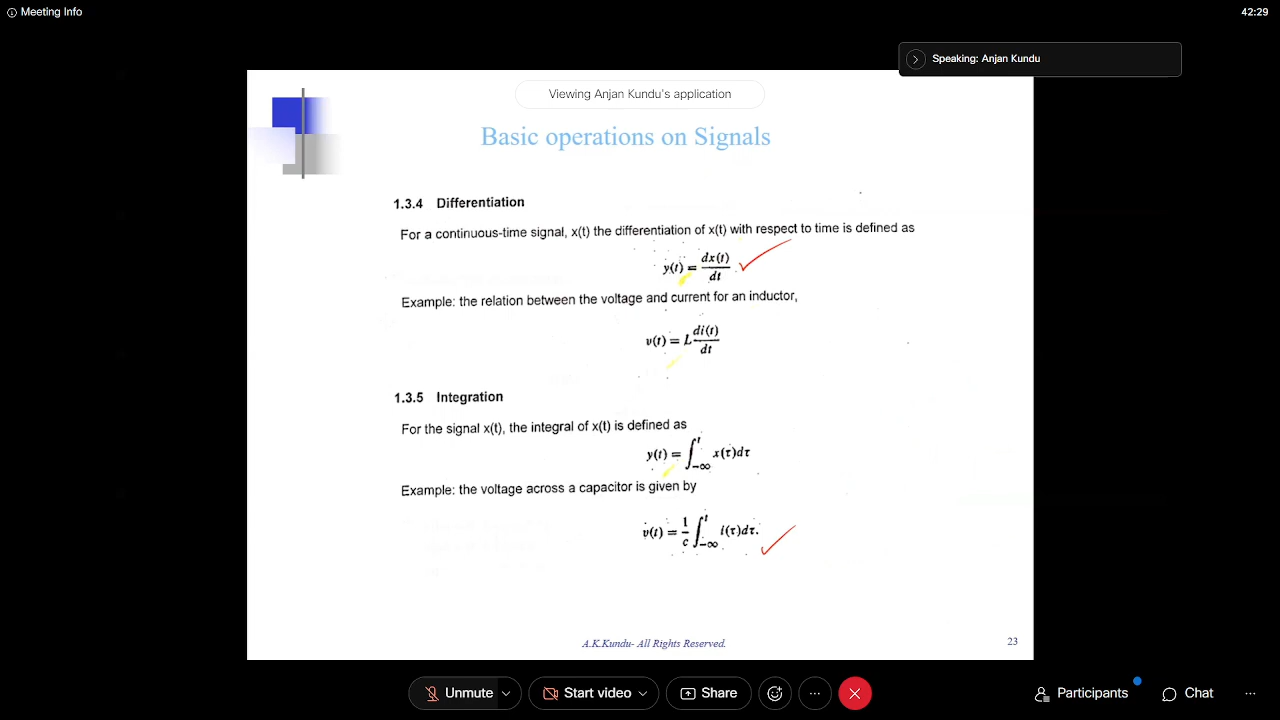 Meeting Info
42:29
Speaking: Anjan Kundu
Viewing Anjan Kundu's application
Basic operations on Signals
1.3.4 Differentiation
For a continuous-time signal, x(t) the differentiation of x(t) with respect to time is defined as
y(t) = dx(t)/dt
Example: the relation between the voltage and current for an inductor,
v(t) = L di(t)/dt
1.3.5 Integration
For the signal x(t), the integral of x(t) is defined as
y(t) = ∫_{-∞}^{t} x(τ)dτ
Example: the voltage across a capacitor is given by
v(t) = 1/c ∫_{-∞}^{t} i(τ)dτ.
A.K.Kundu- All Rights Reserved.
23
Unmute
Start video
Share
Participants
Chat